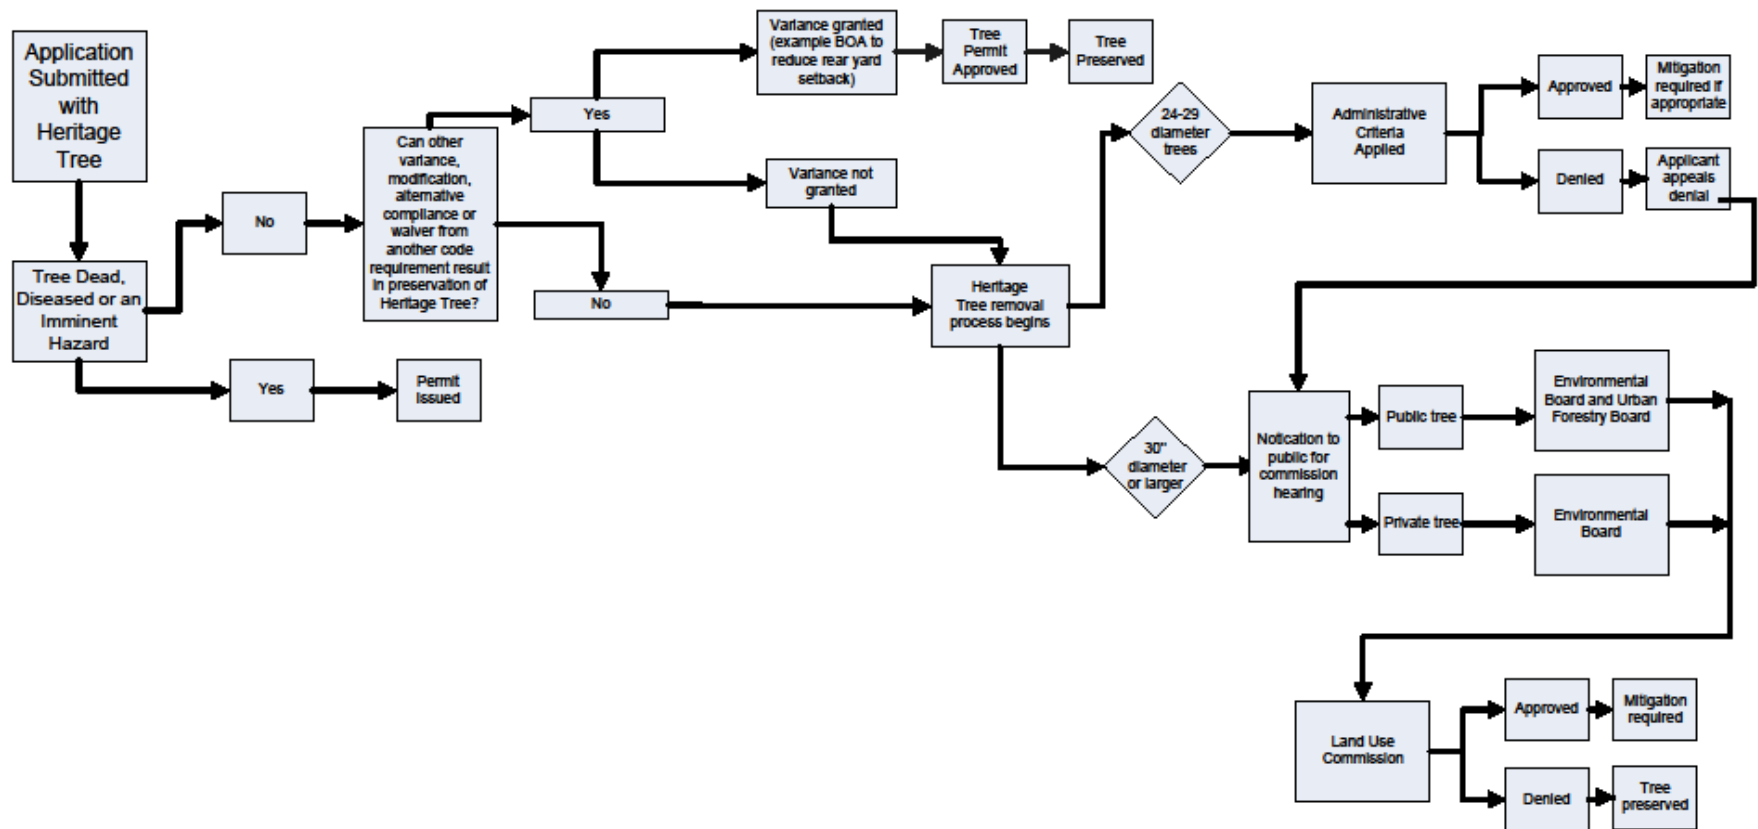 Application
Submitted
with
Heritage
Tree
Tree Dead,
Diseased or an
Imminent
Hazard
No
Yes
Permit
Issued
Can other
variance,
modification,
alternative
compliance or
waiver from
another code
requirement result
in preservation of
Heritage Tree?
Yes
No
Variance granted
(example BOA to
reduce rear yard
setback)
Tree
Permit
Approved
Tree
Preserved
Variance not
granted
Heritage
Tree removal
process begins
24-29
diameter
trees
Administrative
Criteria
Applied
Approved
Mitigation
required if
appropriate
Denied
Applicant
appeals
denial
30"
diameter
or larger
Notication to
public for
commission
hearing
Public tree
Environmental
Board and Urban
Forestry Board
Private tree
Environmental
Board
Land Use
Commission
Approved
Mitigation
required
Denied
Tree
preserved